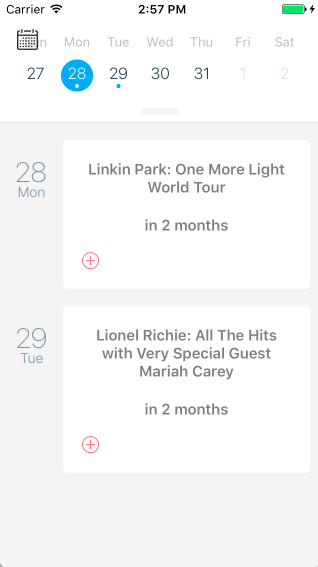 Carrier 2:57 PM
Mon Tue Wed Thu Fri Sat
27 28 29 30 31 1 2
28
Mon
Linkin Park: One More Light
World Tour
in 2 months
29
Tue
Lionel Richie: All The Hits
with Very Special Guest
Mariah Carey
in 2 months